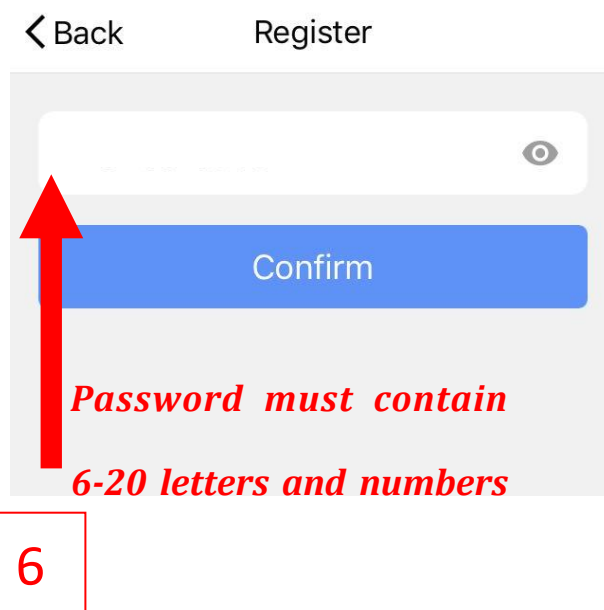 Back Register
Confirm
Password must contain
6-20 letters and numbers
6